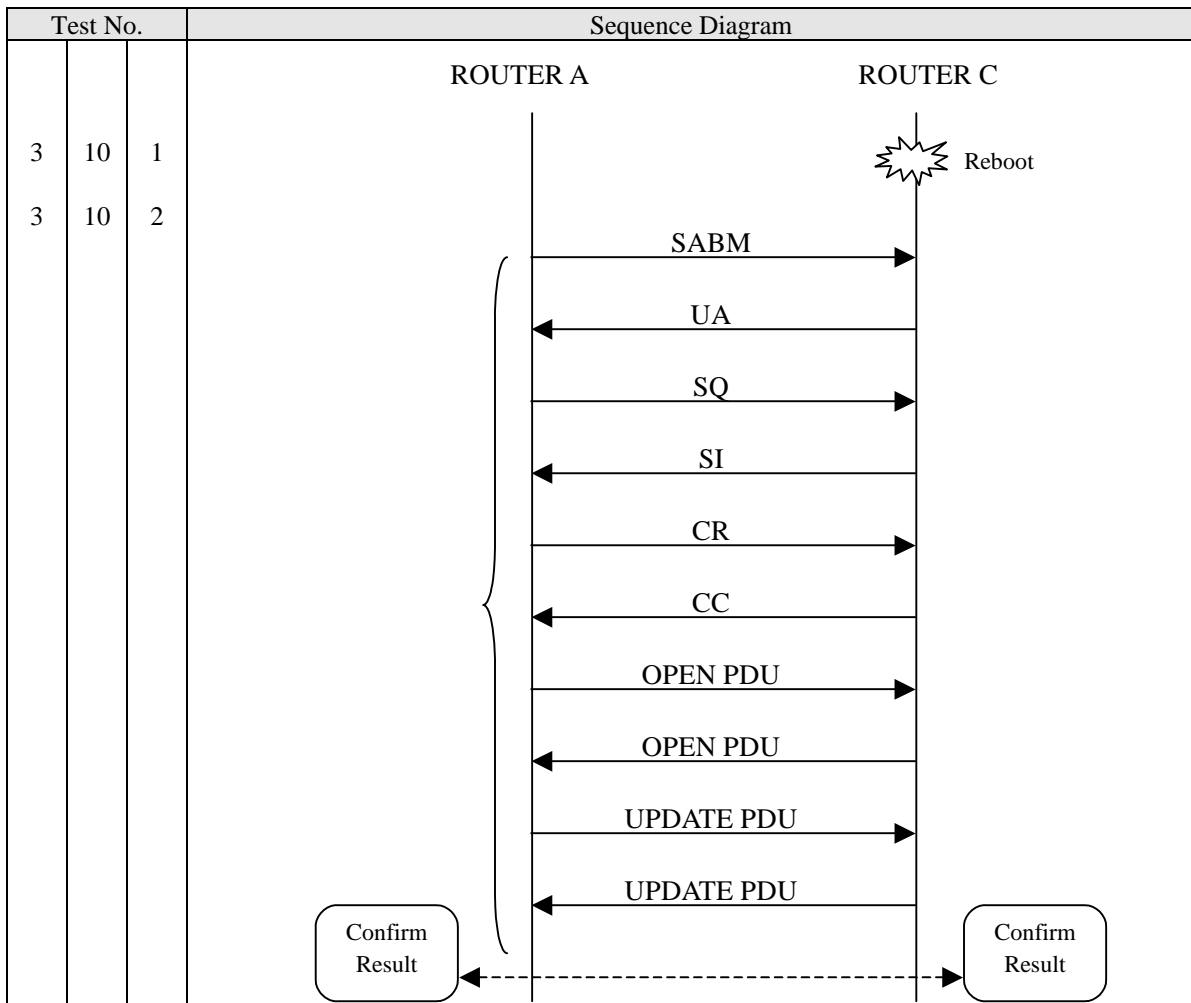 Test No. Sequence Diagram
ROUTER A ROUTER C
3 10 1 Reboot
3 10 2
SABM
UA
SQ
SI
CR
CC
OPEN PDU
OPEN PDU
UPDATE PDU
UPDATE PDU
Confirm Result
Confirm Result